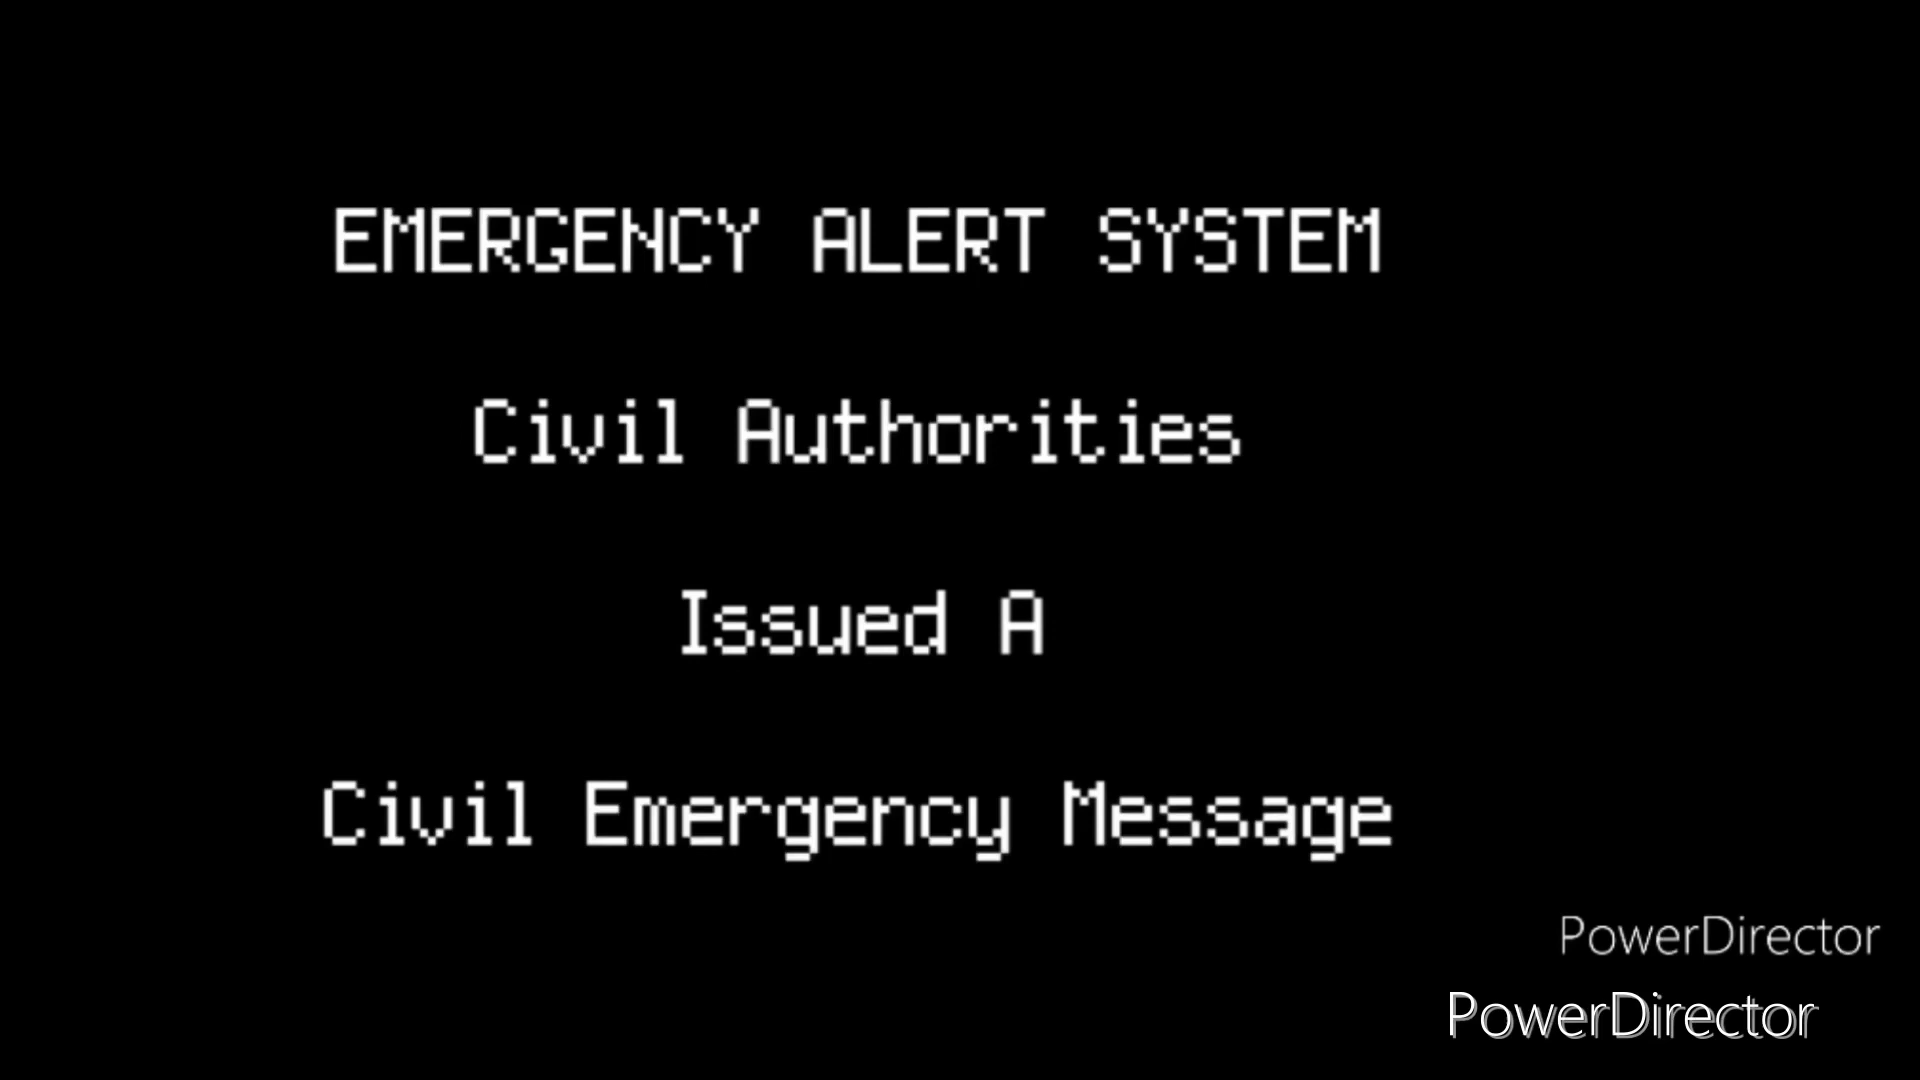 EMERGENCY ALERT SYSTEM
Civil Authorities
Issued A
Civil Emergency Message
PowerDirector
PowerDirector